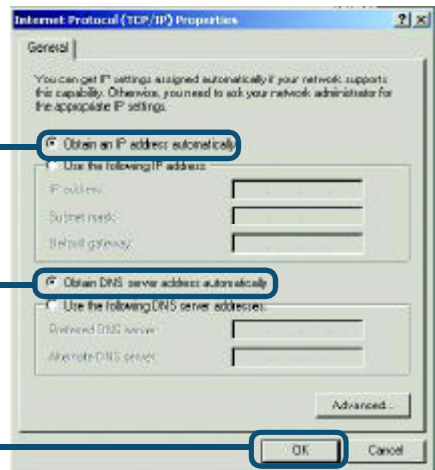 Internet Protocol (TCP/IP) Properties
General
You can get IP settings assigned automatically if your network supports
this capability. Otherwise, you need to ask your network administrator for
the appropriate IP settings.
Obtain an IP address automatically
Use the following IP address:
IP address:
Subnet mask:
Default gateway:
Obtain DNS server address automatically
Use the following DNS server addresses:
Preferred DNS server:
Alternate DNS server:
Advanced...
OK
Cancel